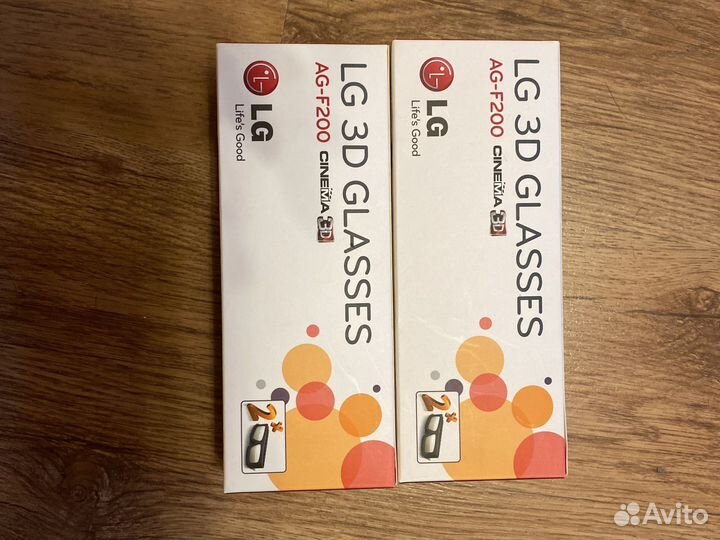 LG 3D GLASSES
AG-F200 CINEMA 3D
LG
Life's Good
2x
LG 3D GLASSES
AG-F200 CINEMA 3D
LG
Life's Good
2x
Avito